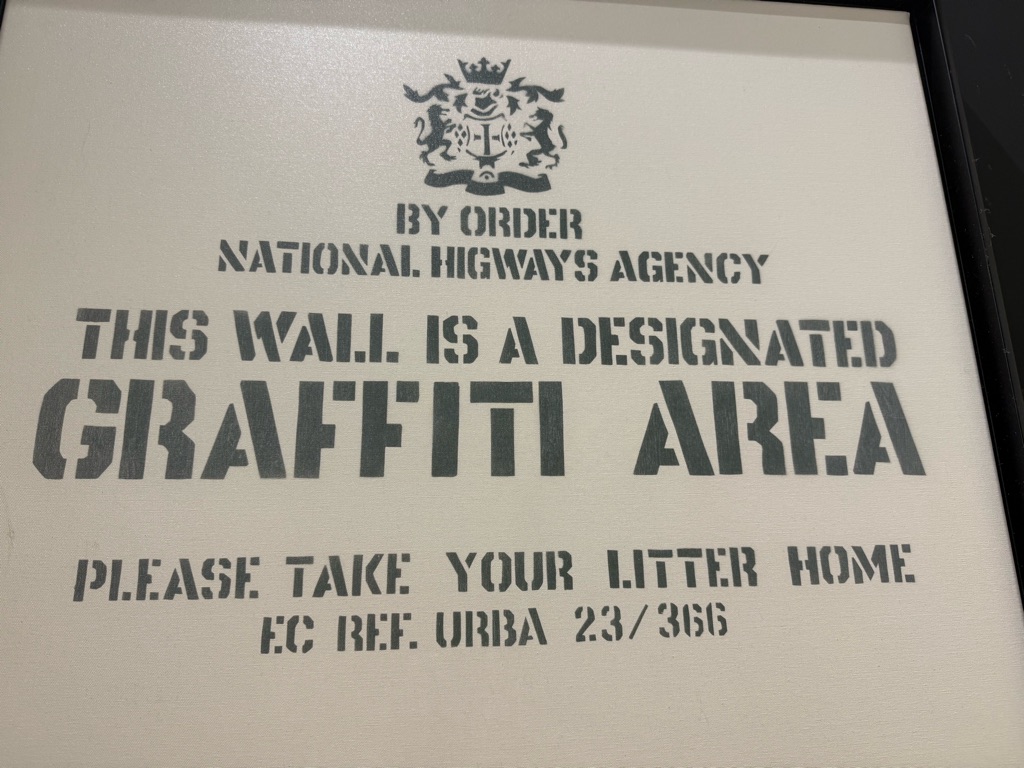 BY ORDER
NATIONAL HIGWAYS AGENCY
THIS WALL IS A DESIGNATED
GRAFFITI AREA
PLEASE TAKE YOUR LITTER HOME
EC REF. URBA 23/366